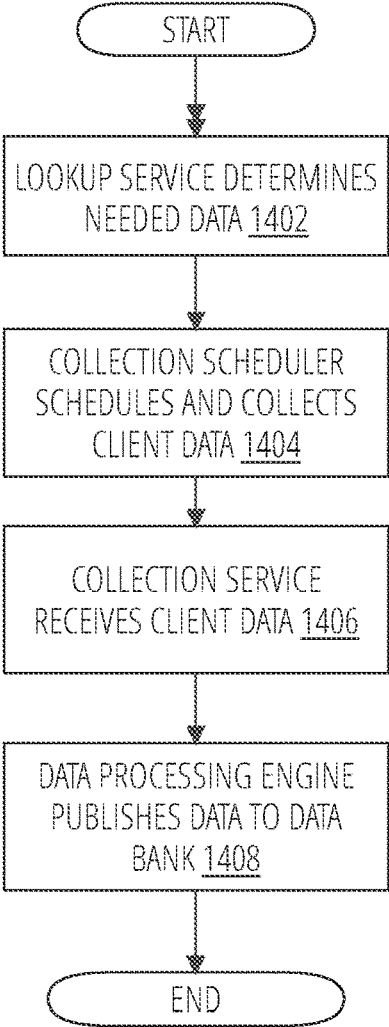 START
LOOKUP SERVICE DETERMINES
NEEDED DATA 1402
COLLECTION SCHEDULER
SCHEDULES AND COLLECTS
CLIENT DATA 1404
COLLECTION SERVICE
RECEIVES CLIENT DATA 1406
DATA PROCESSING ENGINE
PUBLISHES DATA TO DATA
BANK 1408
END